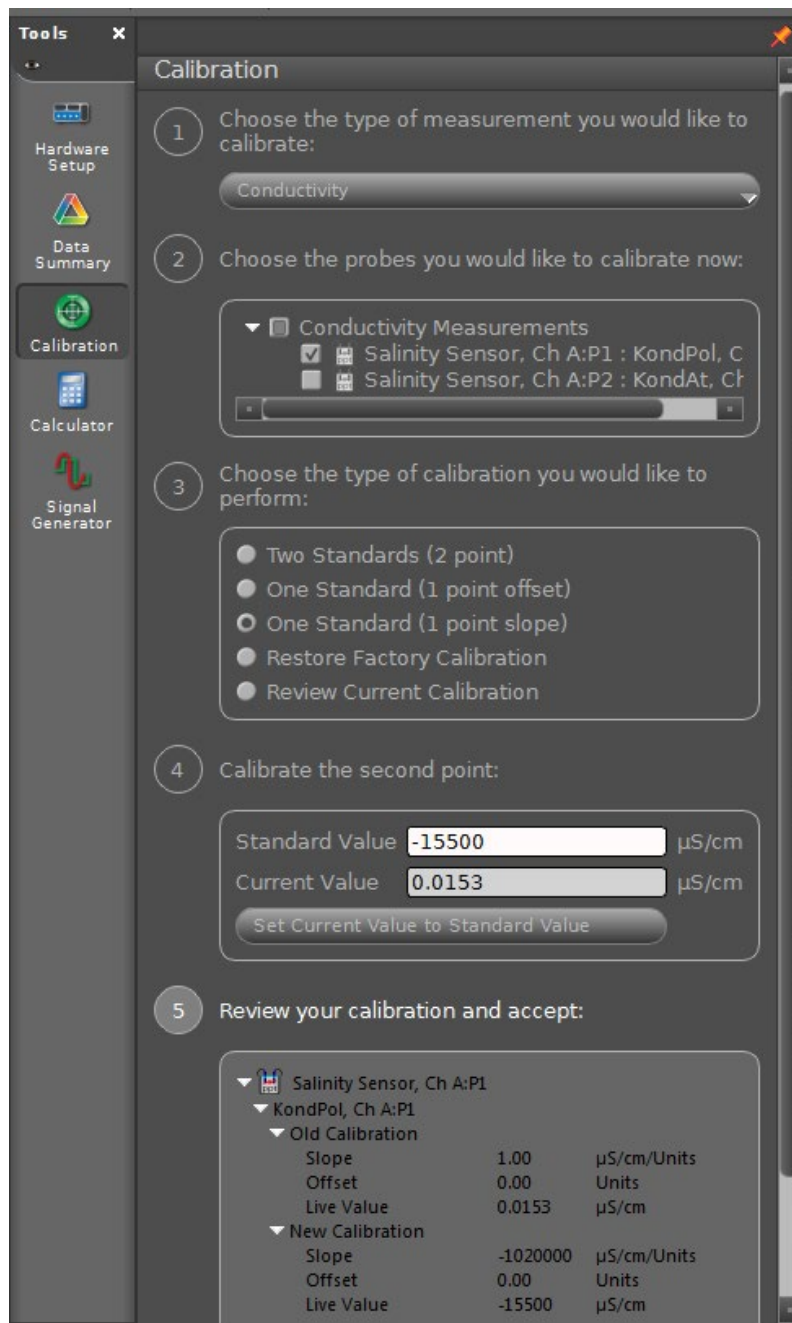 Tools x
Calibration
Hardware
Setup
Data
Summary
Calibration
Calculator
Signal
Generator
1 Choose the type of measurement you would like to
calibrate:
Conductivity
2 Choose the probes you would like to calibrate now:
Conductivity Measurements
Salinity Sensor, Ch A:P1 : KondPol, C
Salinity Sensor, Ch A:P2 : KondAt, Ch
3 Choose the type of calibration you would like to
perform:
Two Standards (2 point)
One Standard (1 point offset)
One Standard (1 point slope)
Restore Factory Calibration
Review Current Calibration
4 Calibrate the second point:
Standard Value -15500 µS/cm
Current Value 0.0153 µS/cm
Set Current Value to Standard Value
5 Review your calibration and accept:
Salinity Sensor, Ch A:P1
KondPol, Ch A:P1
Old Calibration
Slope 1.00 µS/cm/Units
Offset 0.00 Units
Live Value 0.0153 µS/cm
New Calibration
Slope -1020000 µS/cm/Units
Offset 0.00 Units
Live Value -15500 µS/cm